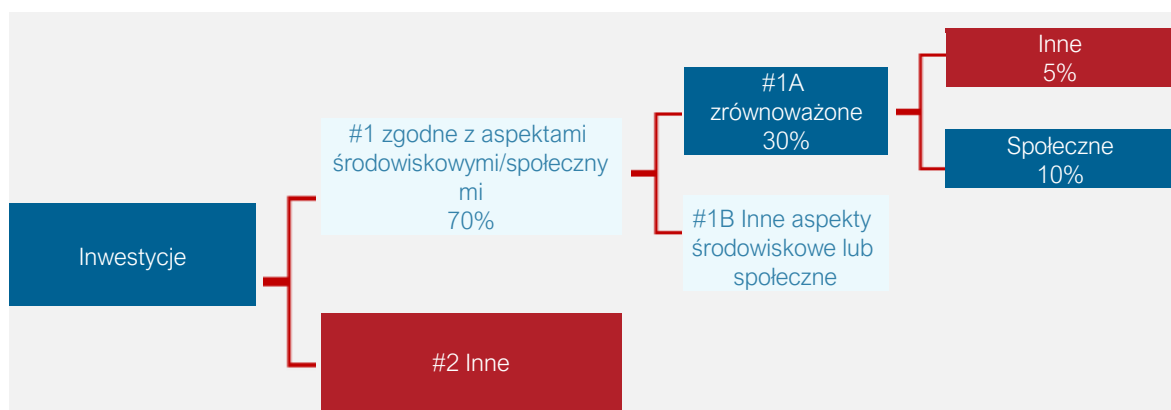 Inwestycje
#1 zgodne z aspektami
środowiskowymi/społeczny
mi
70%
#2 Inne
#1A
zrównoważone
30%
#1B Inne aspekty
środowiskowe lub
społeczne
Inne
5%
Społeczne
10%